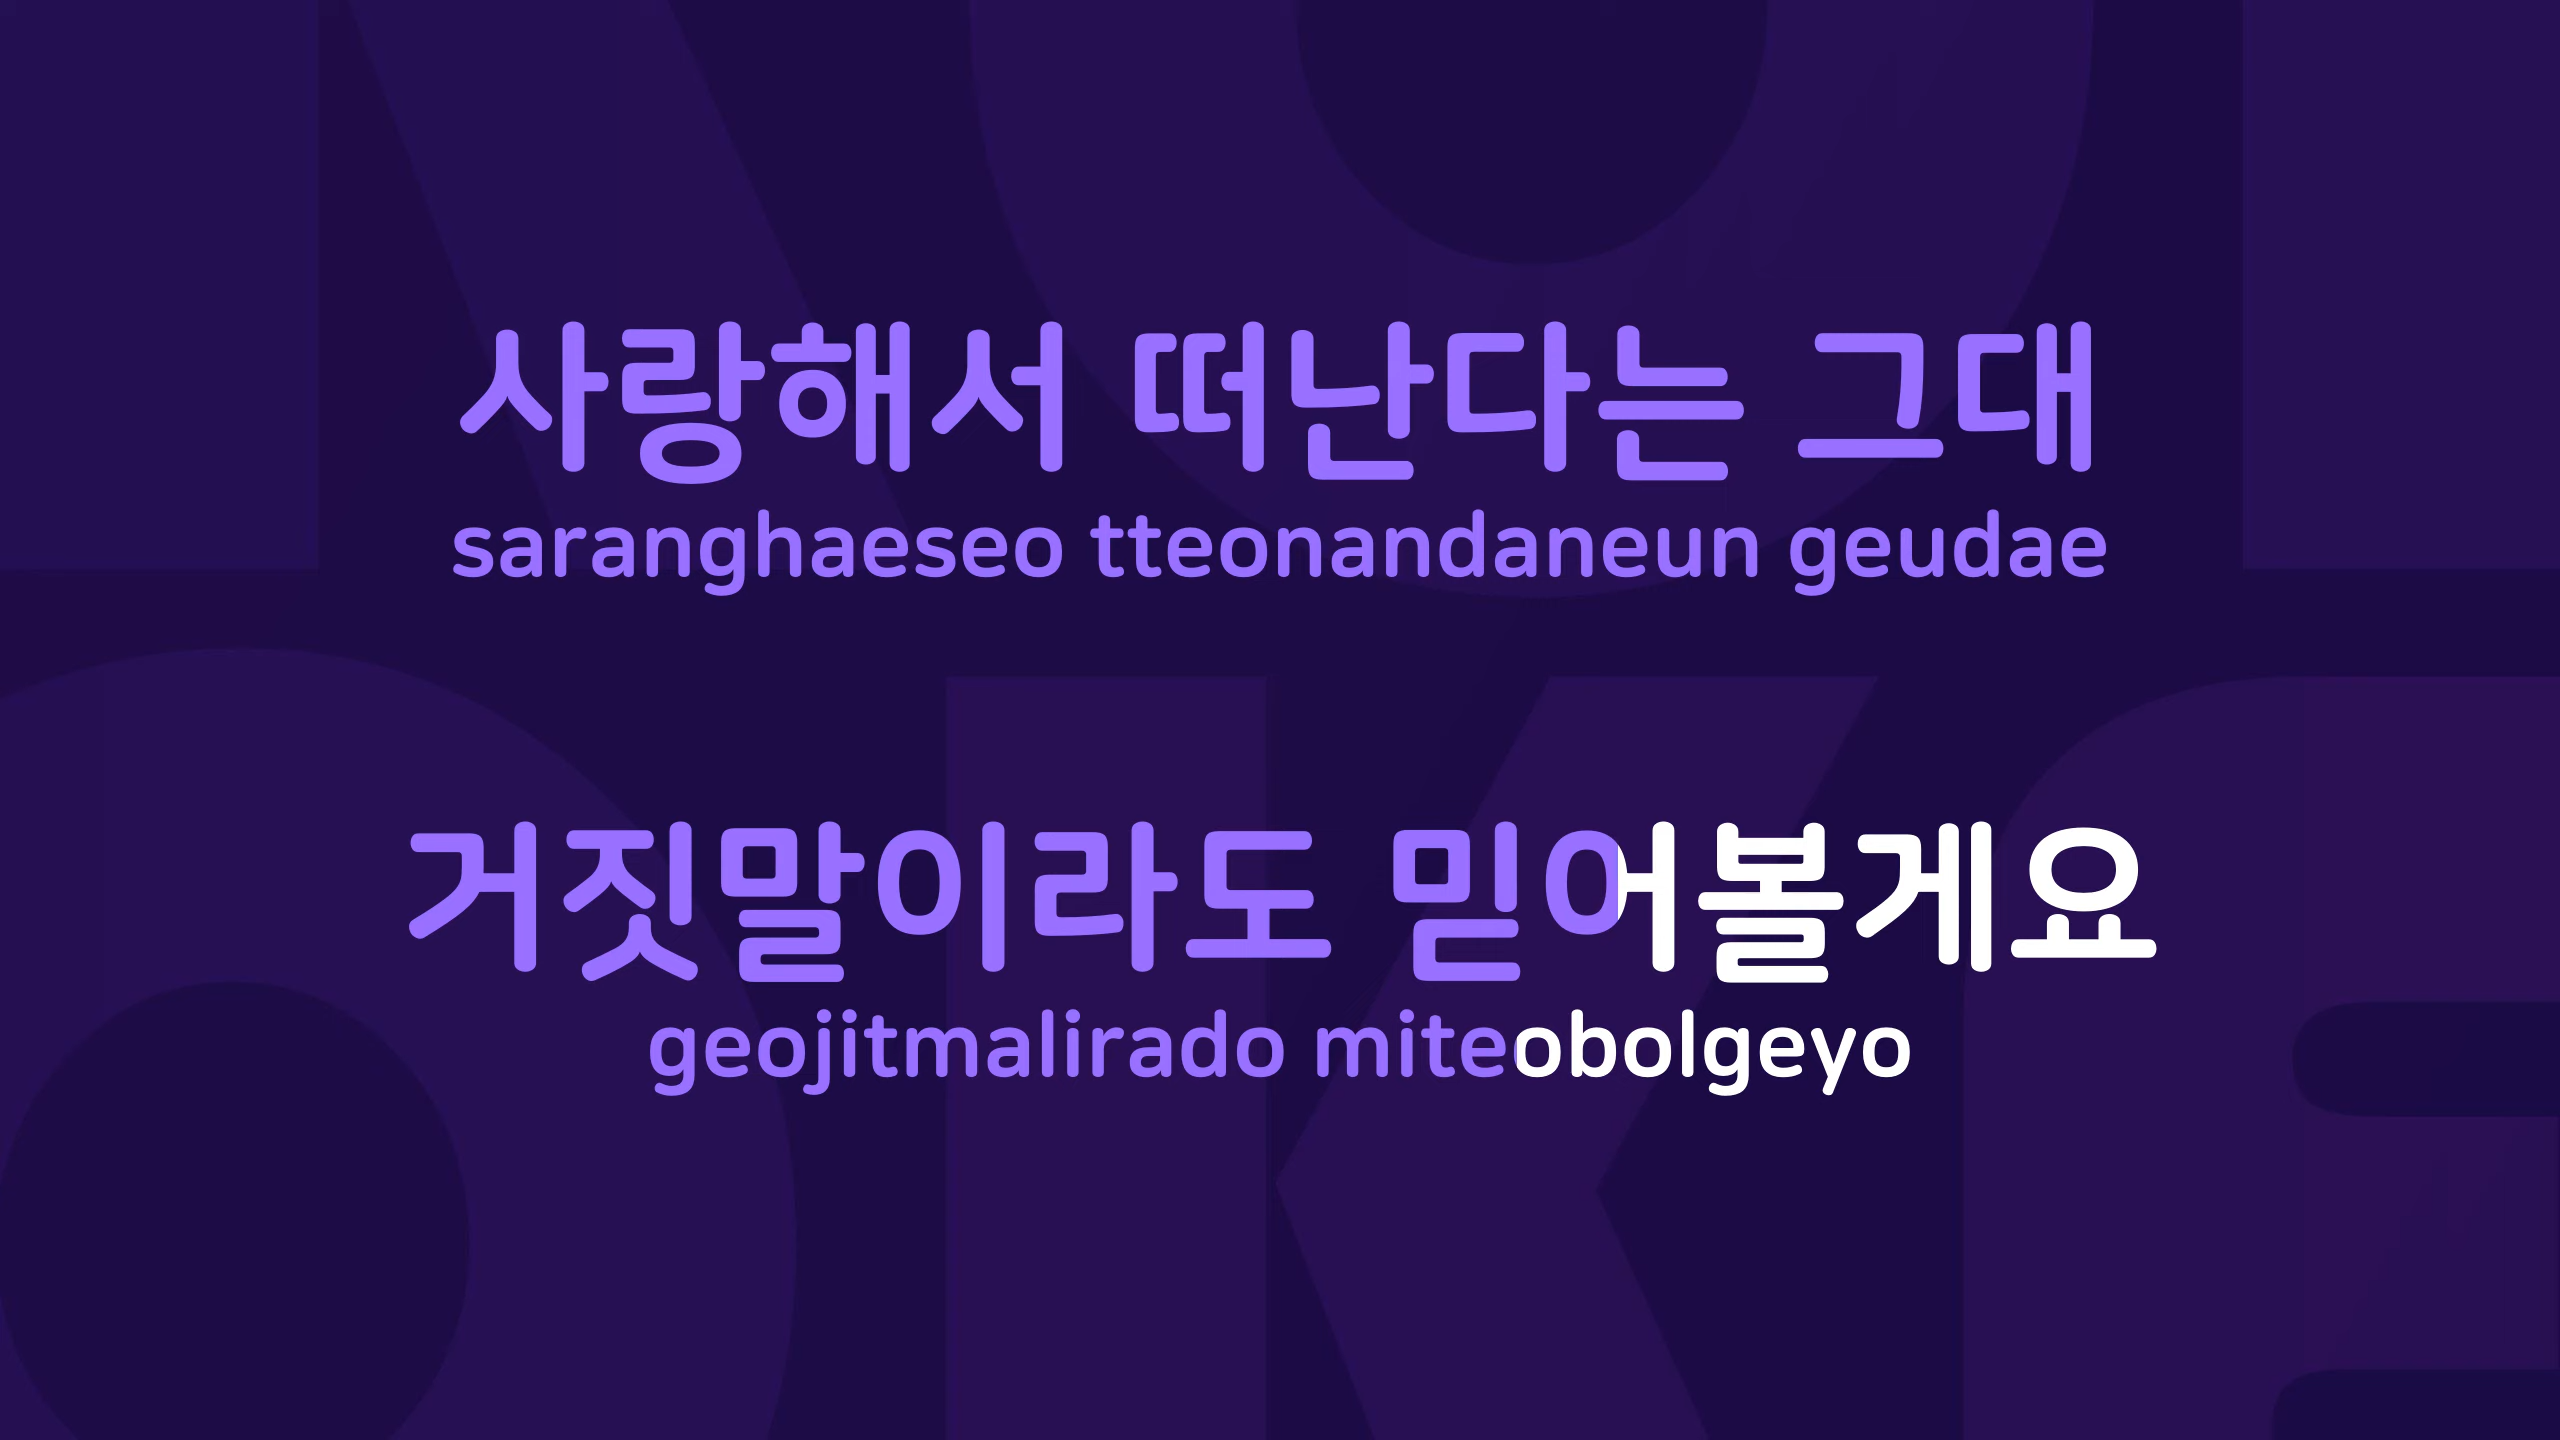 사랑해서 떠난다는 그대
saranghaeseo tteonandaneun geudae
거짓말이라도 믿어볼게요
geojitmalirado miteobolgeyo